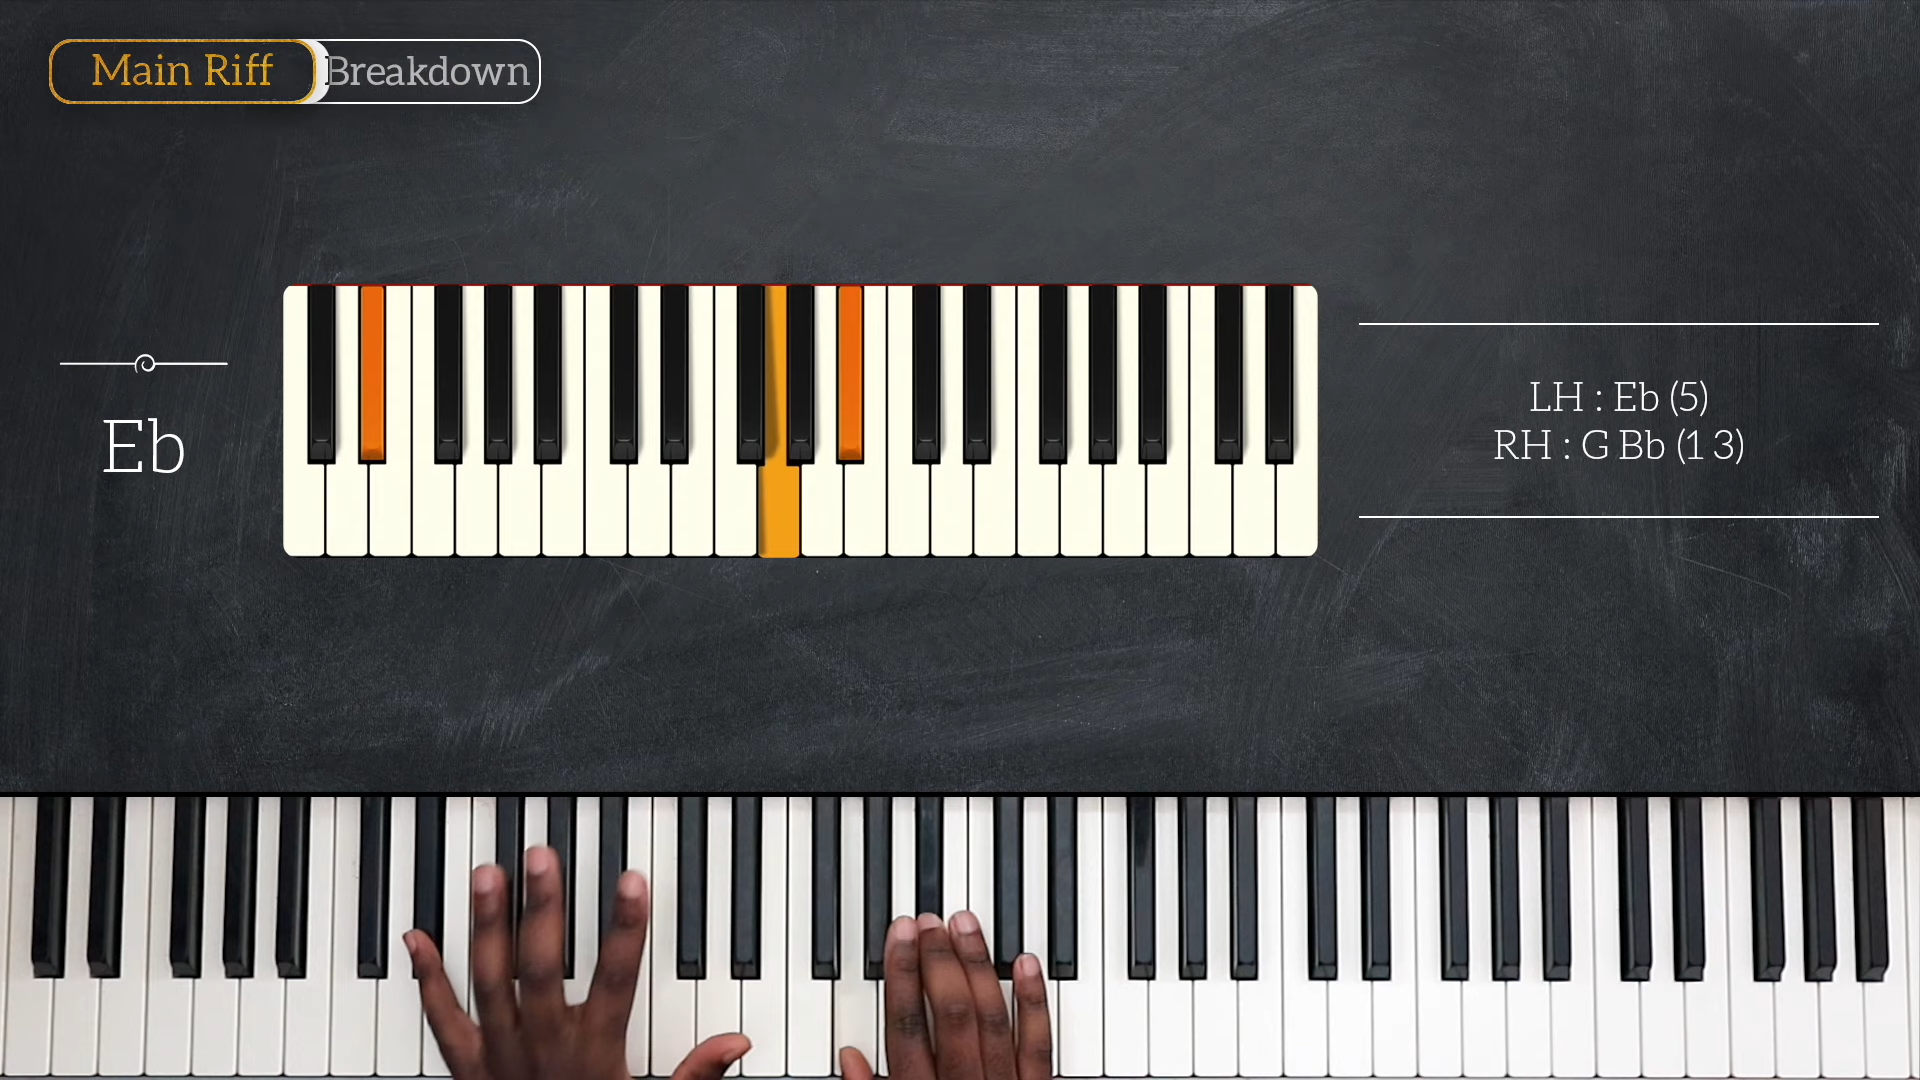 Main Riff Breakdown
Eb
LH : Eb (5)
RH : G Bb (1 3)